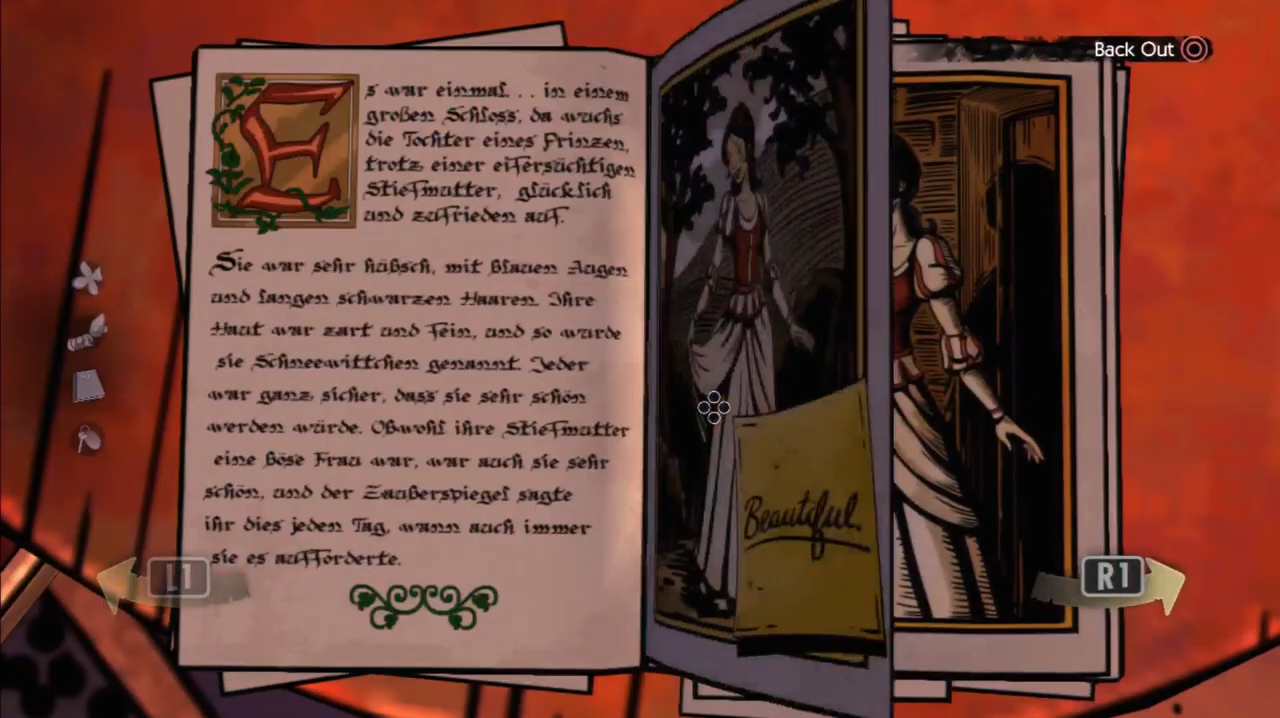 Back Out
Es war einmal. . . in einem
großen Schloss, da wuchs
die Tochter eines Prinzen,
trotz einer eifersüchtigen
Stiefmutter, glücklich
und zufrieden auf.
Sie war sehr hübsch, mit blauen Augen
und langen schwarzen Haaren. Ihre
Haut war zart und fein, und so wurde
sie Schneewittchen genannt. Jeder
war ganz sicher, dass sie sehr schön
werden würde. Obwohl ihre Stiefmutter
eine böse Frau war, war auch sie sehr
schön, und der Zauberspiegel sagte
ihr dies jeden Tag, wann auch immer
sie es aufforderte.
Beautiful.
L1
R1